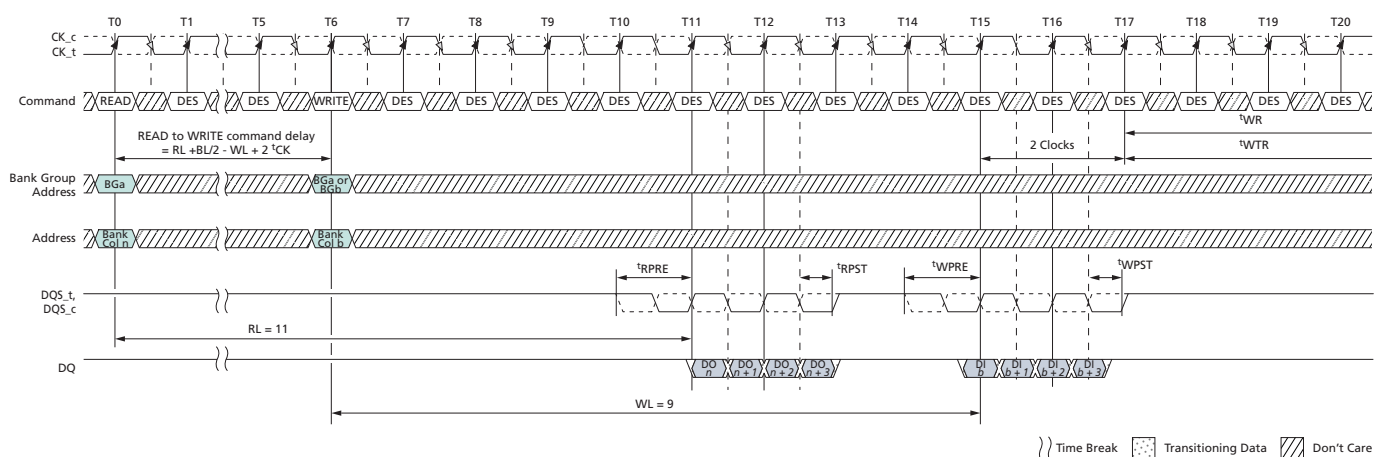 T0 T1 T5 T6 T7 T8 T9 T10 T11 T12 T13 T14 T15 T16 T17 T18 T19 T20
CK_c
CK_t
Command READ DES DES WRITE DES DES DES DES DES DES DES DES DES DES DES DES DES DES
READ to WRITE command delay
= RL +BL/2 - WL + 2 tCK
tWR
2 Clocks tWTR
Bank Group
Address
BGa
BGa or
BGb
Address
Bank
Col n
Bank
Col b
tRPRE tRPST tWPRE tWPST
DQS_t,
DQS_c
RL = 11
DQ
DO
n
DO
n + 1
DO
n + 2
DO
n + 3
DI
b
DI
b + 1
DI
b + 2
DI
b + 3
WL = 9
Time Break Transitioning Data Don't Care